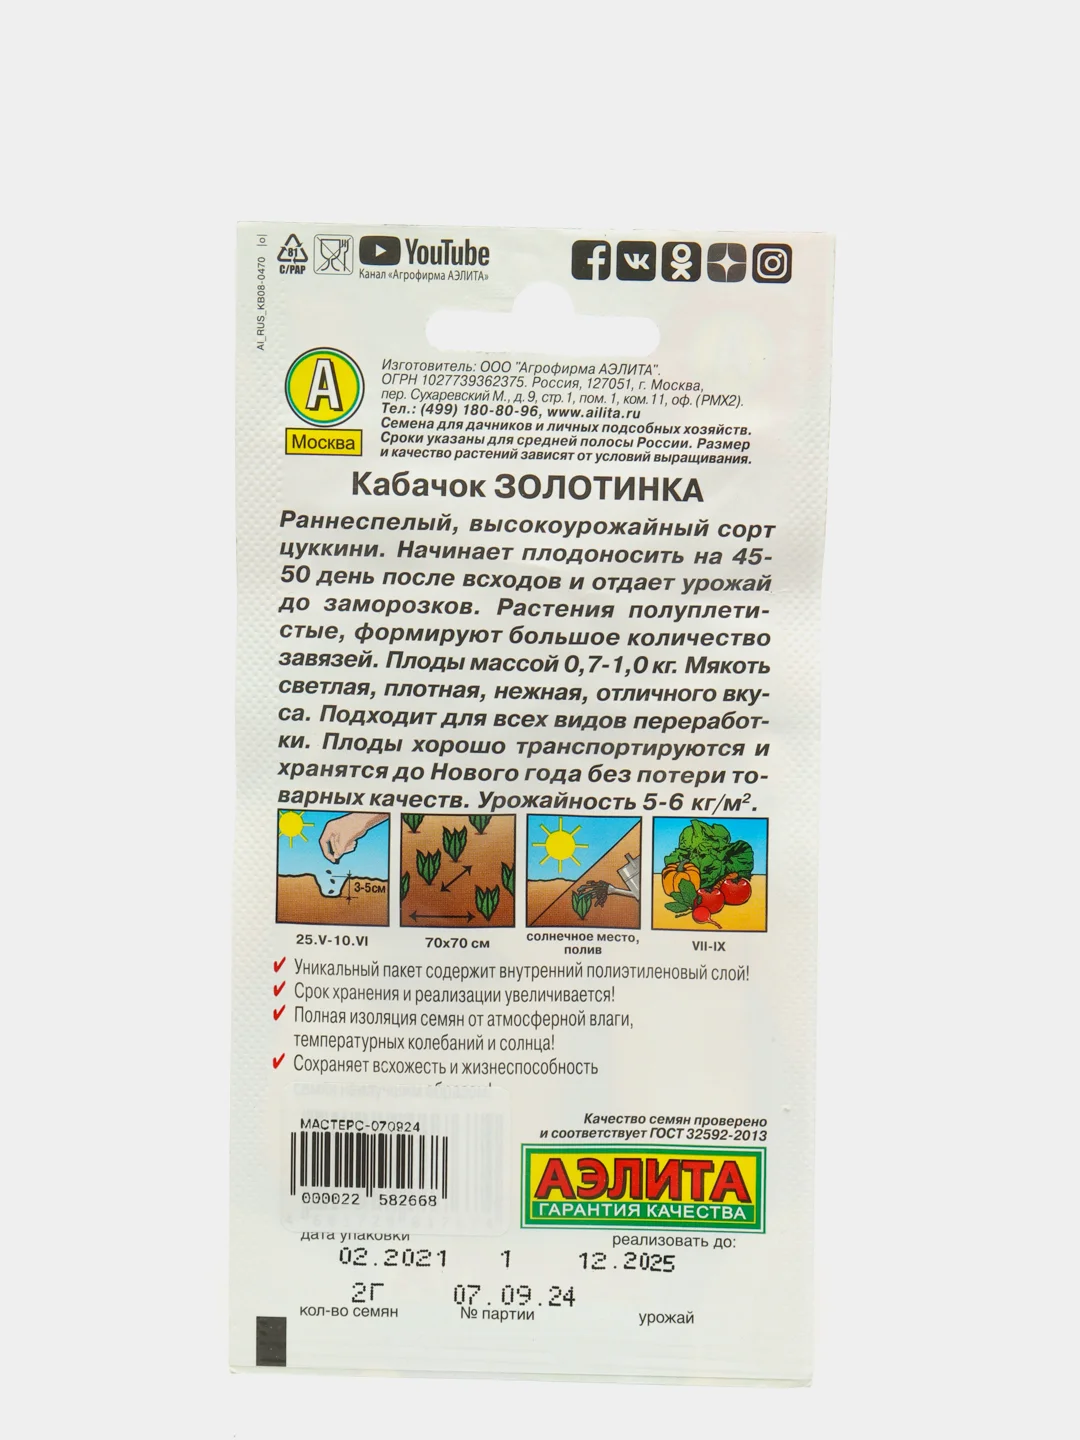 AI_RUS_KB08-0470 |o|
81
C/PAP
YouTube
Канал «Агрофирма АЭЛИТА»
А
Москва
Изготовитель: ООО "Агрофирма АЭЛИТА".
ОГРН 1027739362375. Россия, 127051, г. Москва,
пер. Сухаревский М., д. 9, стр. 1, пом. 1, ком. 11, оф. (РМХ2).
Тел.: (499) 180-80-96, www.ailita.ru
Семена для дачников и личных подсобных хозяйств.
Сроки указаны для средней полосы России. Размер
и качество растений зависят от условий выращивания.
Кабачок ЗОЛОТИНКА
Раннеспелый, высокоурожайный сорт
цуккини. Начинает плодоносить на 45-
50 день после всходов и отдает урожай
до заморозков. Растения полуплети-
стые, формируют большое количество
завязей. Плоды массой 0,7-1,0 кг. Мякоть
светлая, плотная, нежная, отличного вку-
са. Подходит для всех видов переработ-
ки. Плоды хорошо транспортируются и
хранятся до Нового года без потери то-
варных качеств. Урожайность 5-6 кг/м².
3-5см
25.V-10.VI
70х70 см
солнечное место,
полив
VII-IX
Уникальный пакет содержит внутренний полиэтиленовый слой!
Срок хранения и реализации увеличивается!
Полная изоляция семян от атмосферной влаги,
температурных колебаний и солнца!
Сохраняет всхожесть и жизнеспособность
МАСТЕРС-070924
000022 582668
Качество семян проверено
и соответствует ГОСТ 32592-2013
АЭЛИТА
ГАРАНТИЯ КАЧЕСТВА
дата упаковки
реализовать до:
02.2021 1 12.2025
2Г 07.09.24
кол-во семян № партии урожай